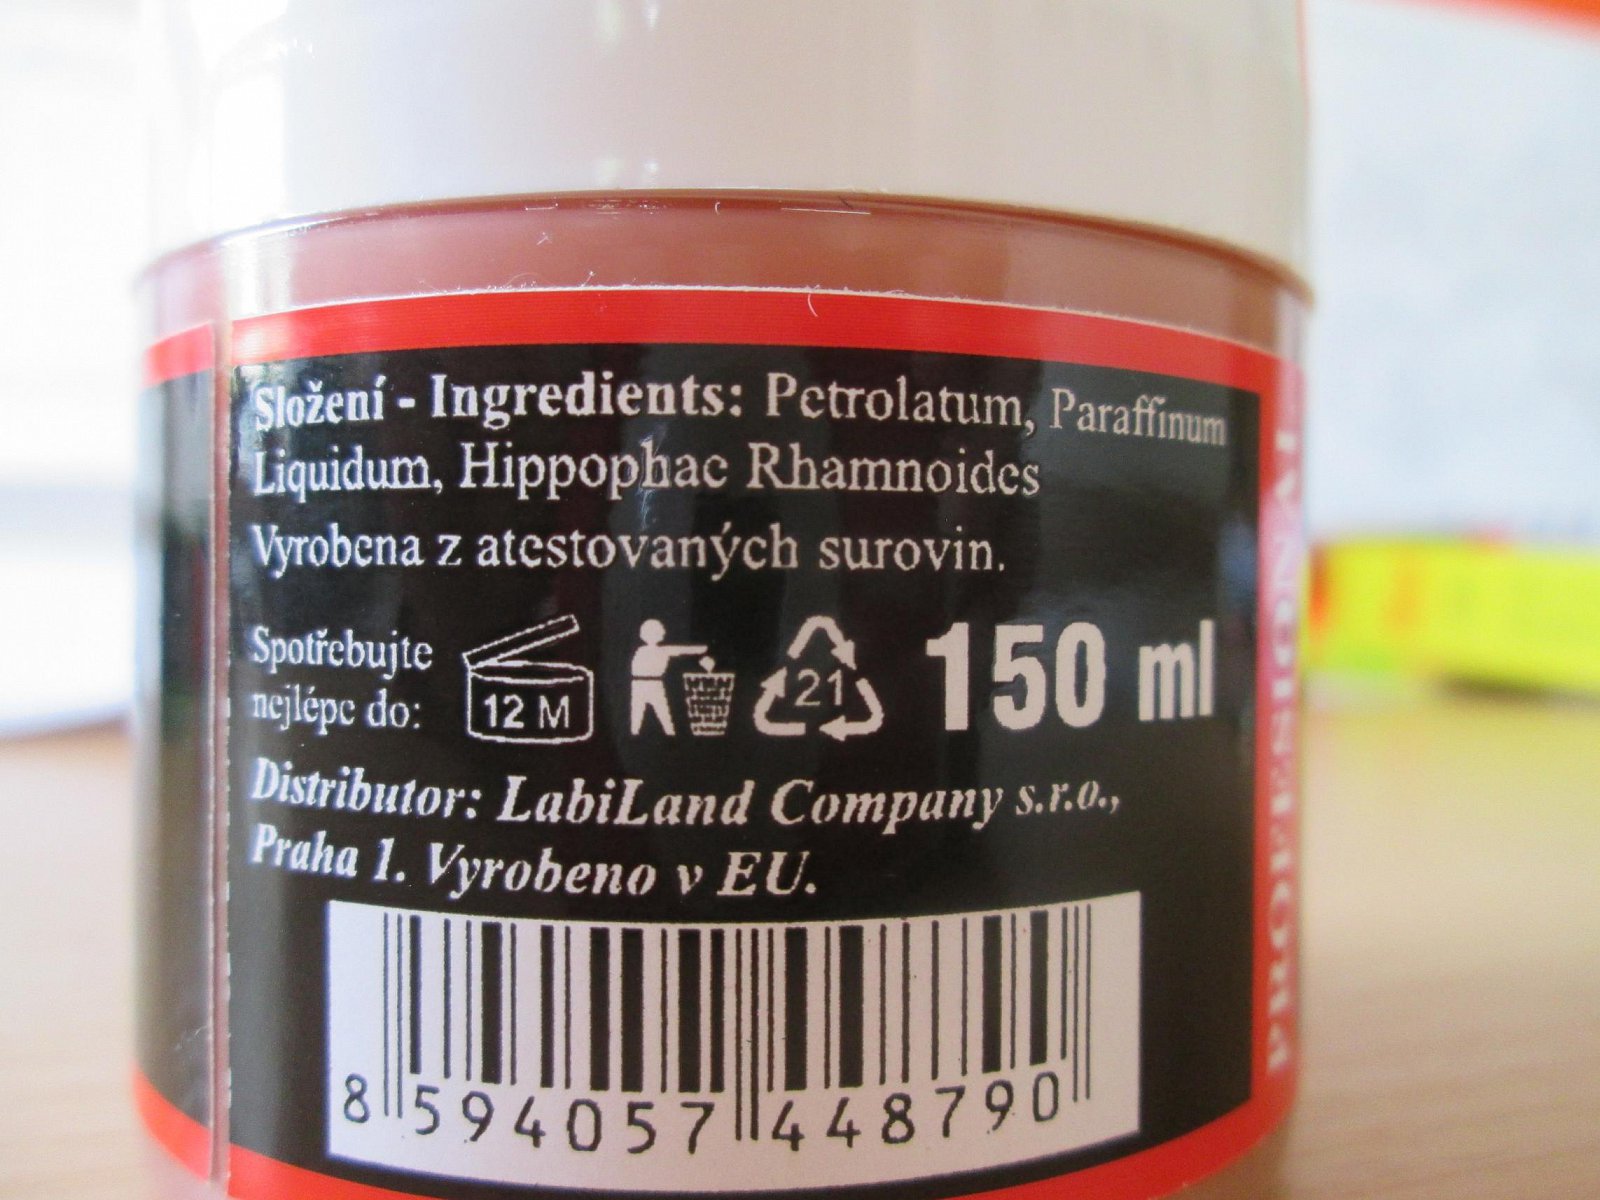 Složení - Ingredients: Petrolatum, Paraffinum
Liquidum, Hippophae Rhamnoides
Vyrobena z atestovaných surovin.
Spotřebujte
nejlépe do:
12 M
21
150 ml
Distributor: LabiLand Company s.r.o.,
Praha 1. Vyrobeno v EU.
8 594057 448790
PROFESIONAL